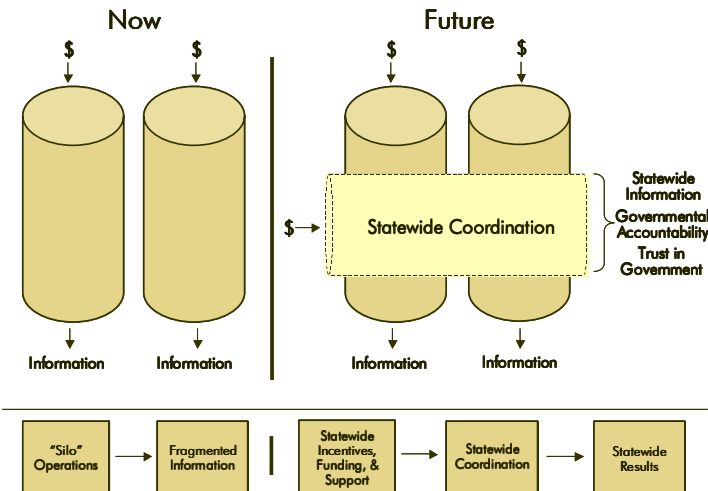 Now
Future
$
$
$
$
$
Statewide Coordination
Statewide
Information
Governmental
Accountability
Trust in
Government
Information
Information
Information
Information
“Silo”
Operations
Fragmented
Information
Statewide
Incentives,
Funding, &
Support
Statewide
Coordination
Statewide
Results